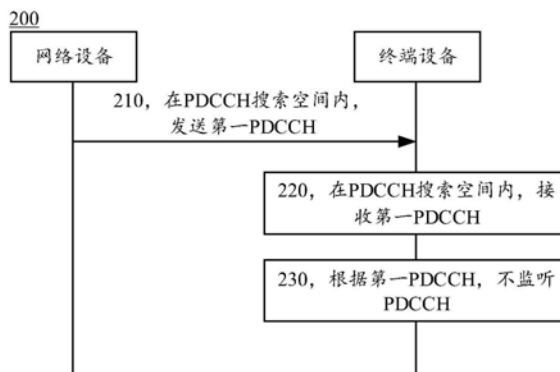 200
网络设备
终端设备
210，在PDCCH搜索空间内，
发送第一PDCCH
220，在PDCCH搜索空间内，接
收第一PDCCH
230，根据第一PDCCH，不监听
PDCCH